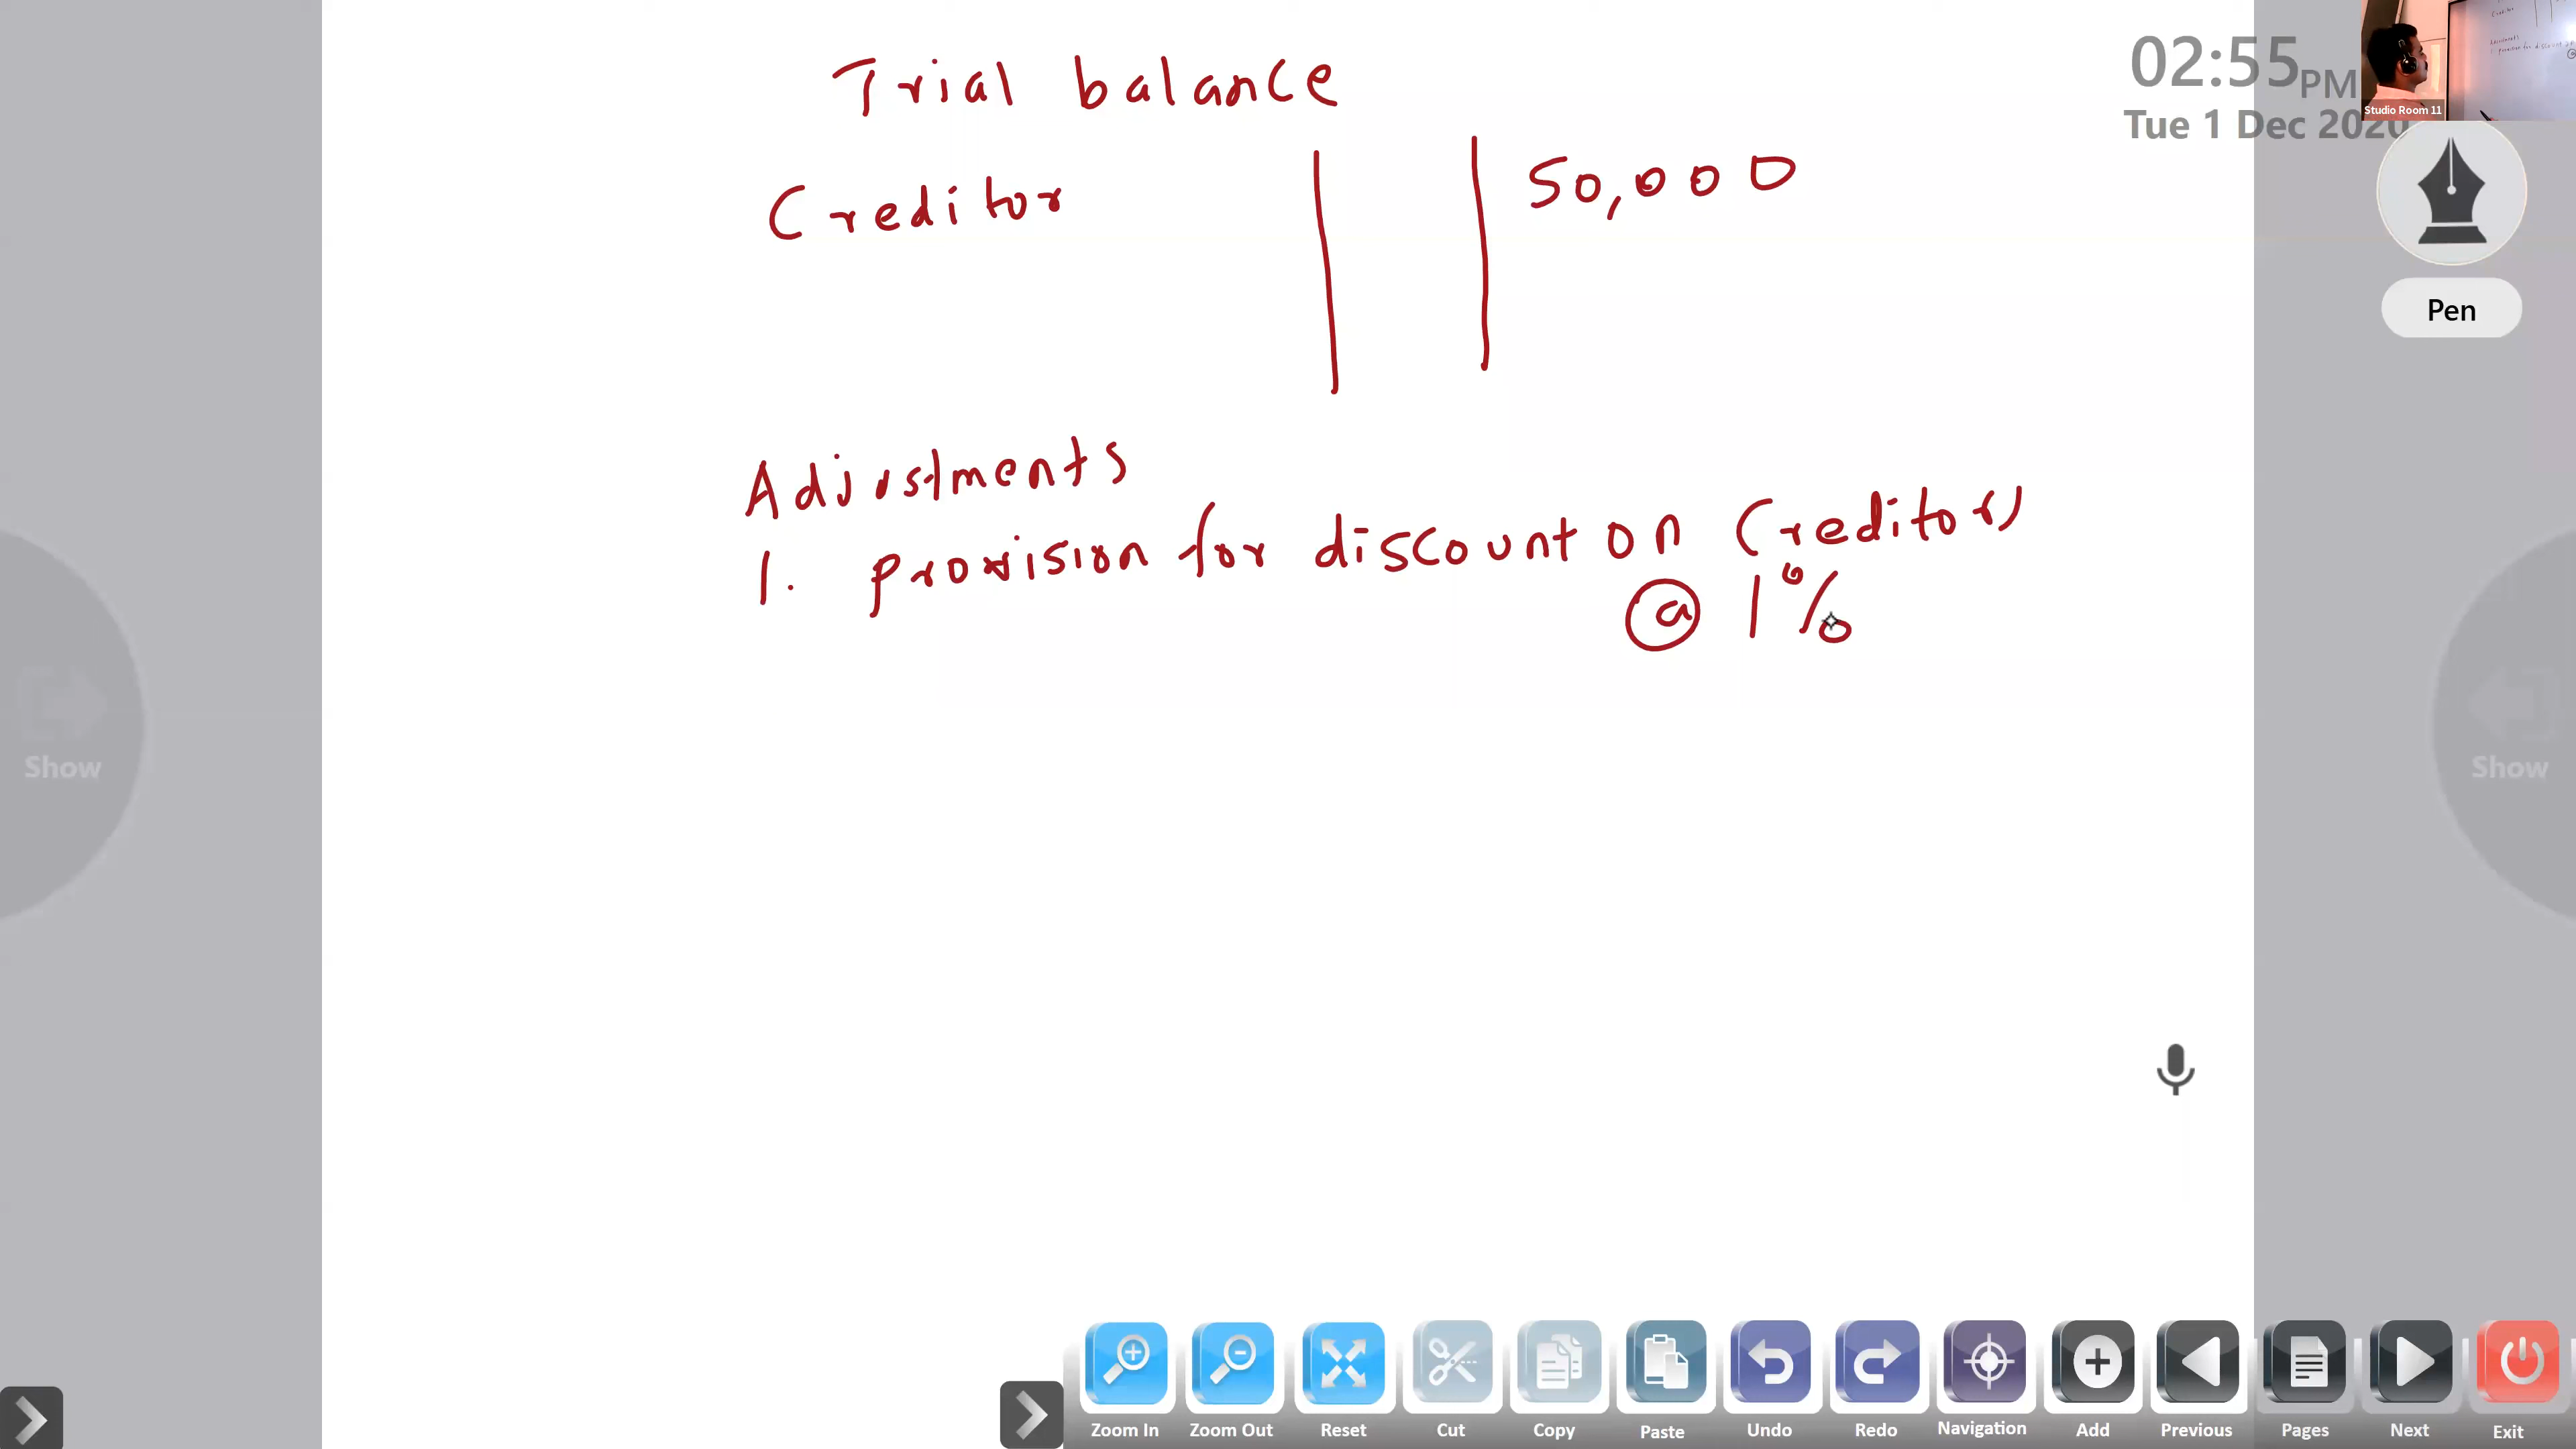 Trial balance
Creditor 50,000
Adjustments
1. provision for discount on Creditors
@ 1%
02:55 PM
Tue 1 Dec 2020
Studio Room 11
Pen
Show
Show
Zoom In Zoom Out Reset Cut Copy Paste Undo Redo Navigation Add Previous Pages Next Exit